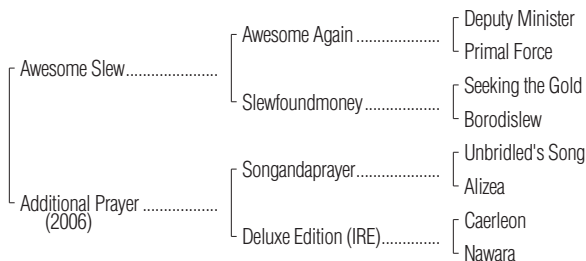 Deputy Minister
Awesome Again ....................
Primal Force
Awesome Slew......................
Seeking the Gold
Slewfoundmoney ..................
Borodislew
Unbridled's Song
Songandaprayer....................
Alizea
Additional Prayer ..................
(2006)
Caerleon
Deluxe Edition (IRE)..............
Nawara